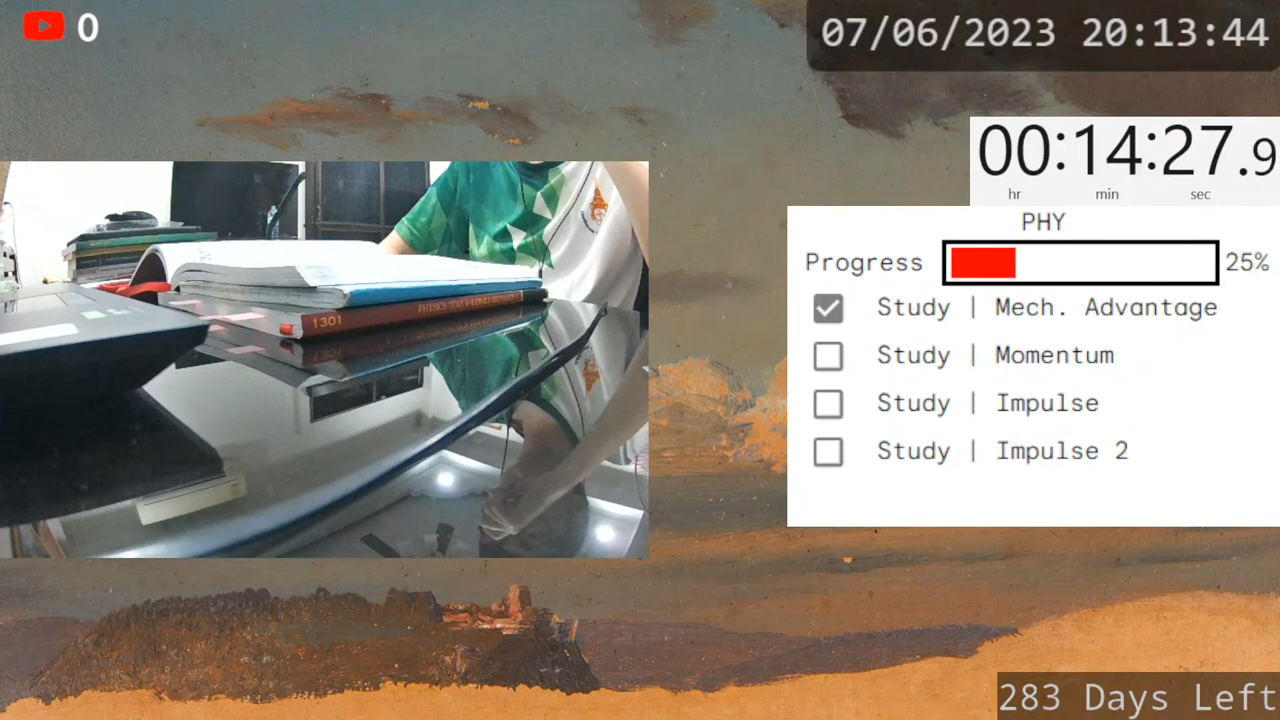 0
07/06/2023 20:13:44
00:14:27.9
hr min sec
PHY
Progress 25%
Study | Mech. Advantage
Study | Momentum
Study | Impulse
Study | Impulse 2
1301
283 Days Left